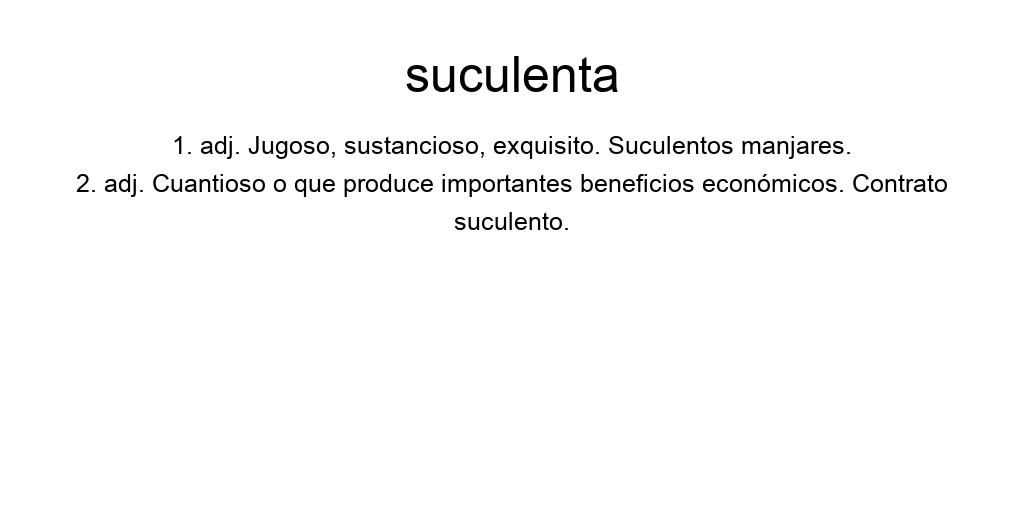 suculenta
1. adj. Jugoso, sustancioso, exquisito. Suculentos manjares.
2. adj. Cuantioso o que produce importantes beneficios económicos. Contrato
suculento.